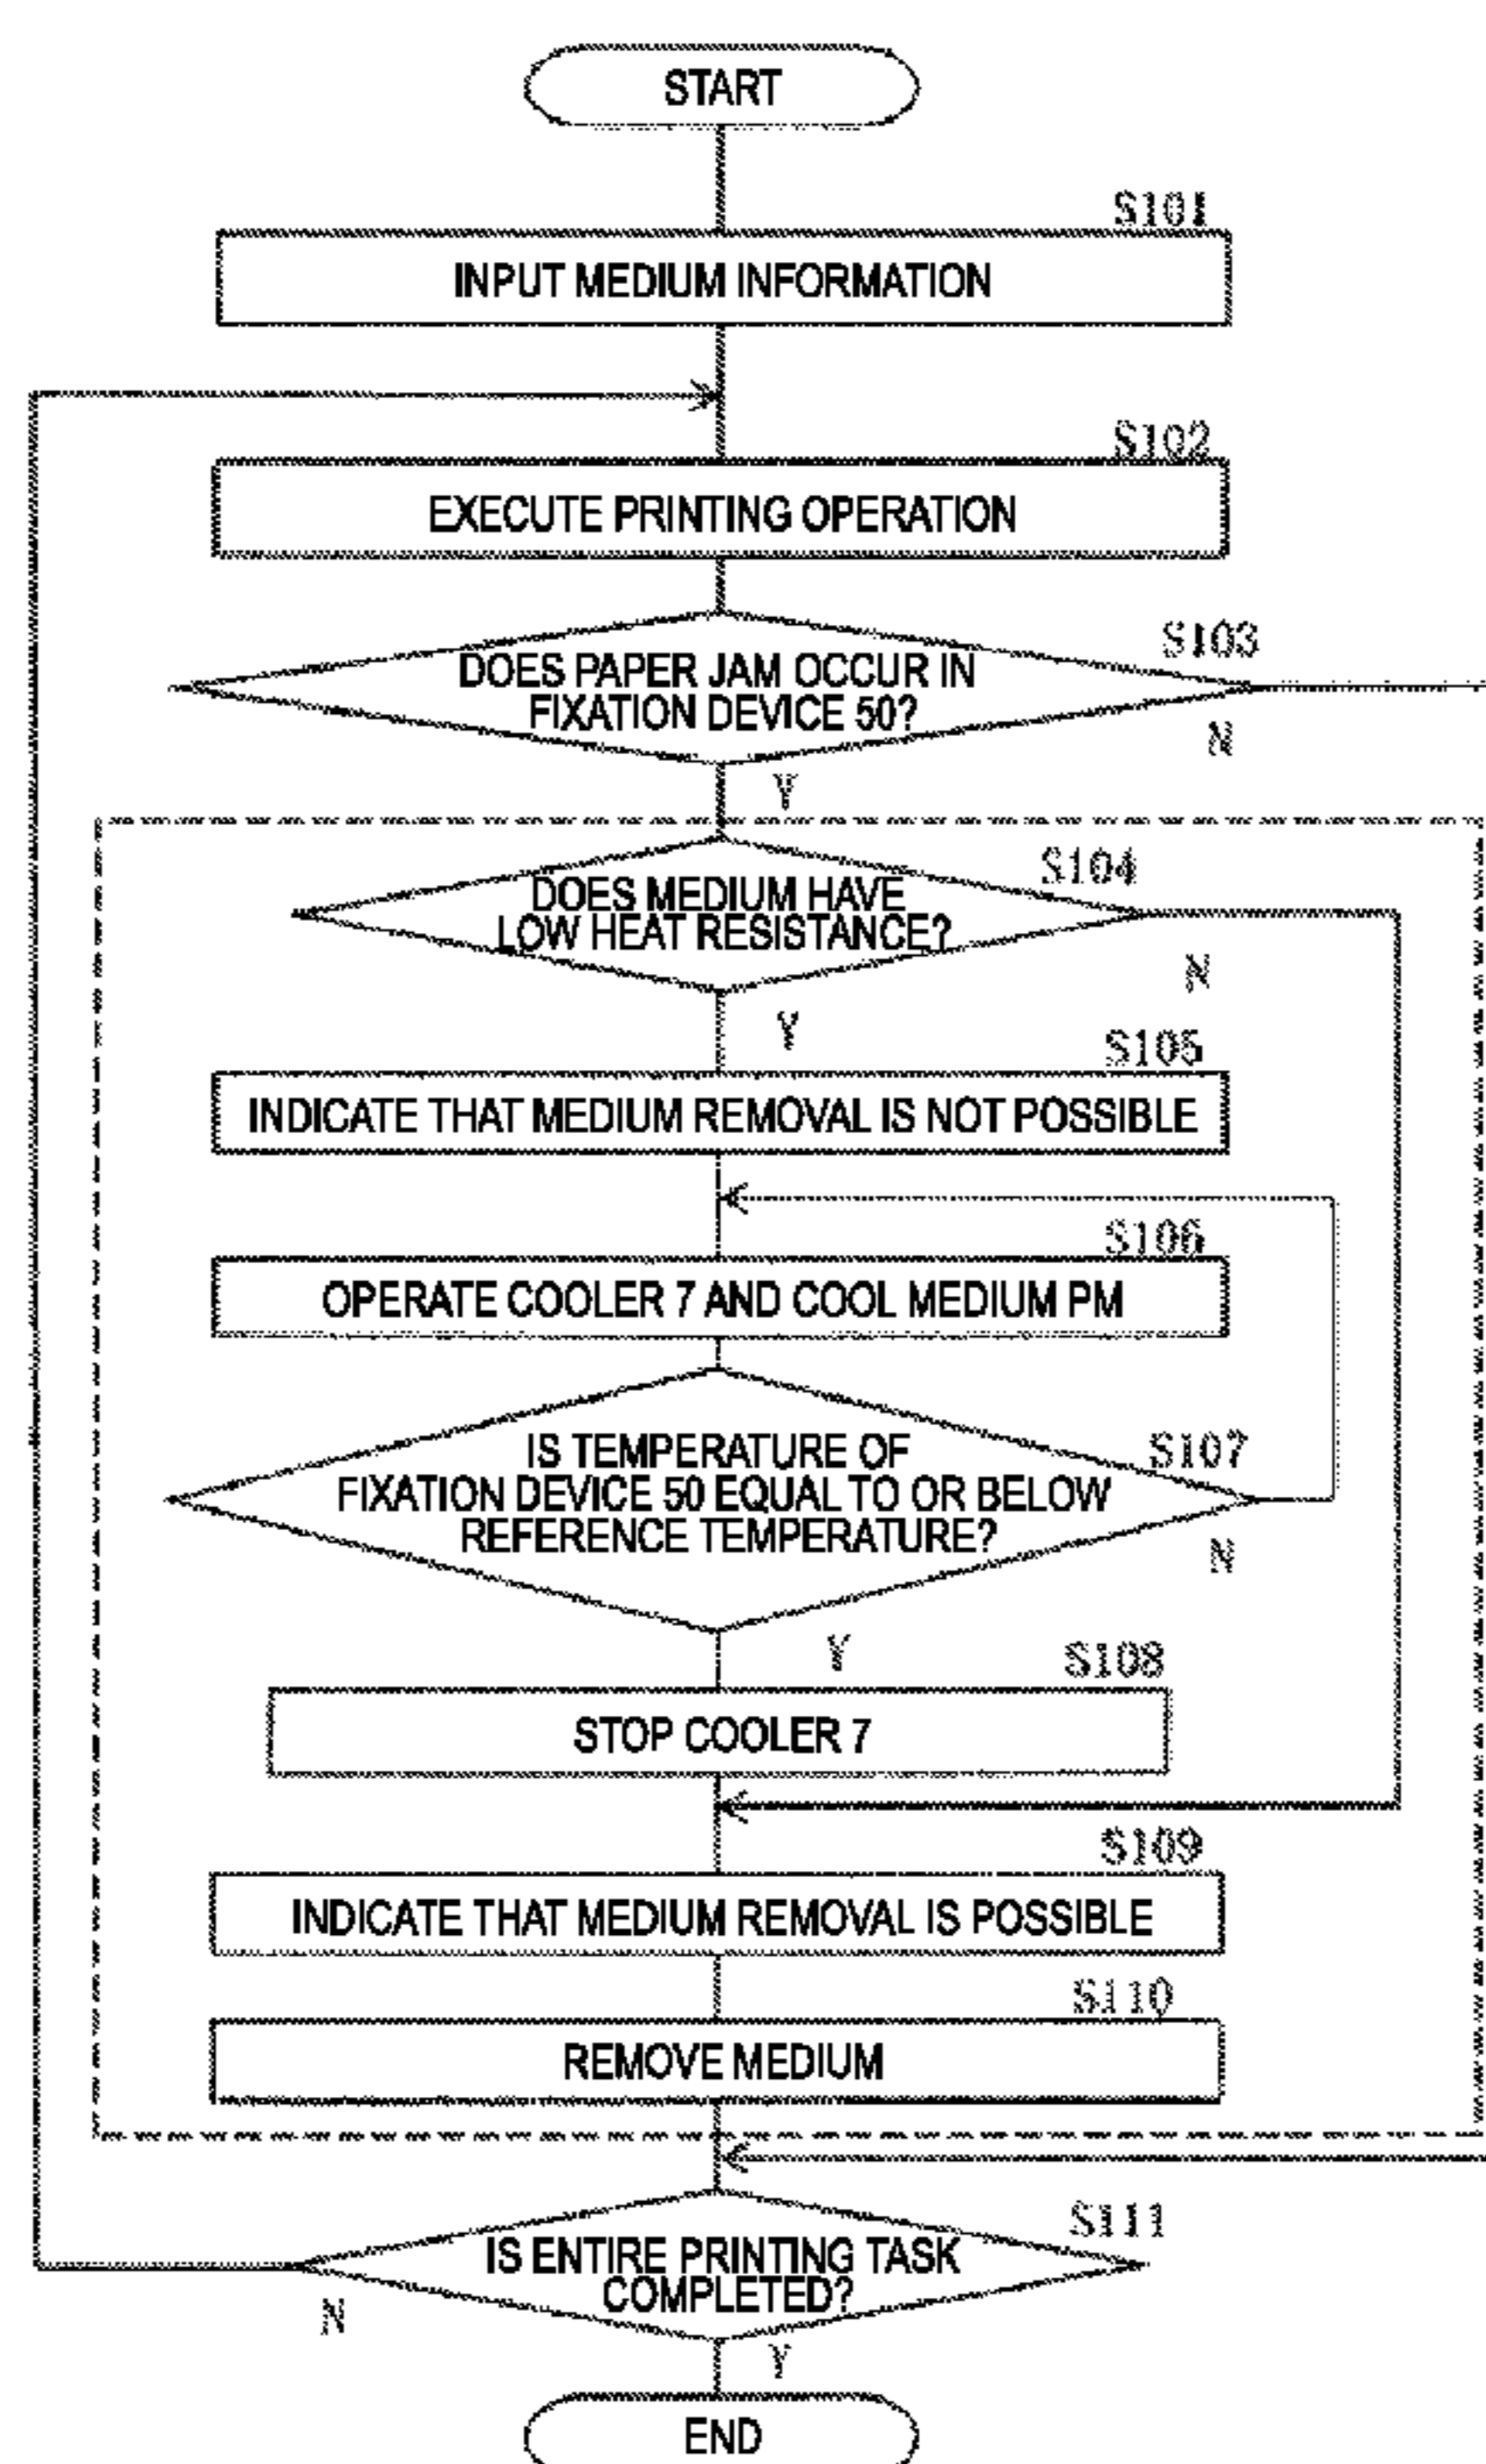 START
S101
INPUT MEDIUM INFORMATION
S102
EXECUTE PRINTING OPERATION
S103
DOES PAPER JAM OCCUR IN
FIXATION DEVICE 50?
N
Y
S104
DOES MEDIUM HAVE
LOW HEAT RESISTANCE?
N
Y
S105
INDICATE THAT MEDIUM REMOVAL IS NOT POSSIBLE
S106
OPERATE COOLER 7 AND COOL MEDIUM PM
S107
IS TEMPERATURE OF
FIXATION DEVICE 50 EQUAL TO OR BELOW
REFERENCE TEMPERATURE?
N
Y
S108
STOP COOLER 7
S109
INDICATE THAT MEDIUM REMOVAL IS POSSIBLE
S110
REMOVE MEDIUM
S111
IS ENTIRE PRINTING TASK
COMPLETED?
N
Y
END